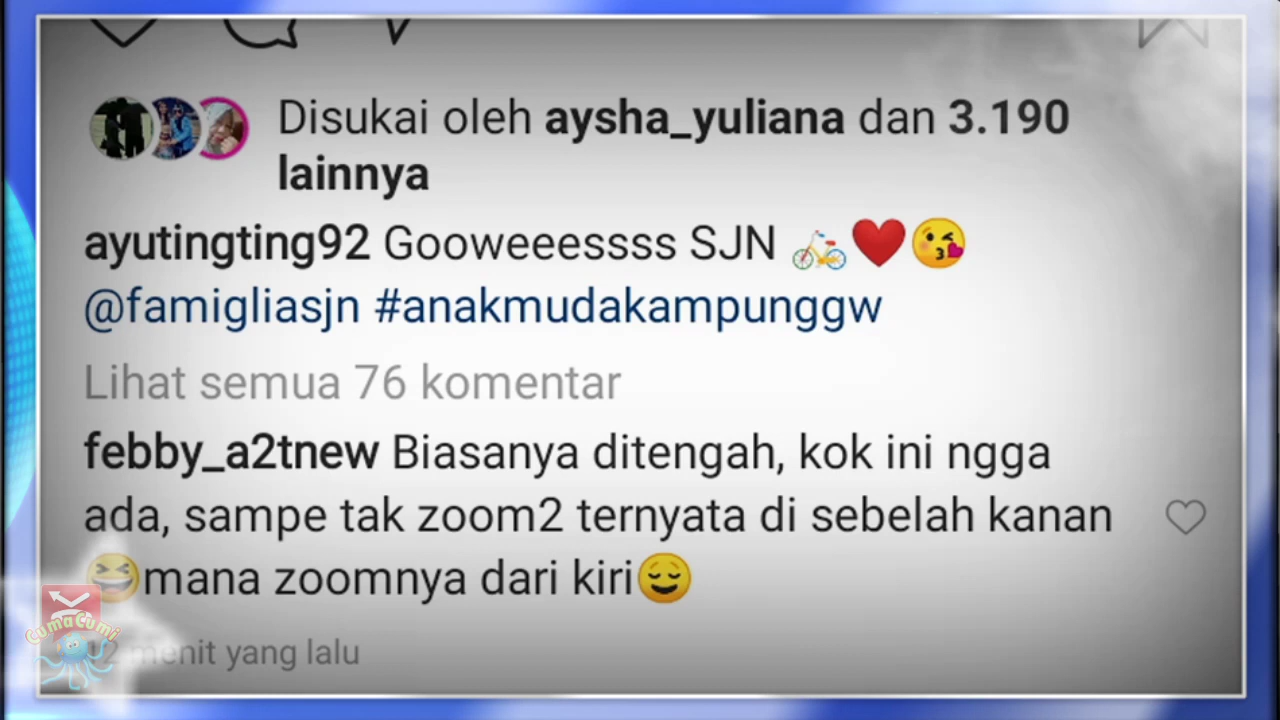 Disukai oleh aysha_yuliana dan 3.190
lainnya
ayutingting92 Gooweeessss SJN 🚲❤️😘
@famigliasjn #anakmudakampunggw
Lihat semua 76 komentar
febby_a2tnew Biasanya ditengah, kok ini ngga
ada, sampe tak zoom2 ternyata di sebelah kanan
😆mana zoomnya dari kiri😌
menit yang lalu
CumaCumi